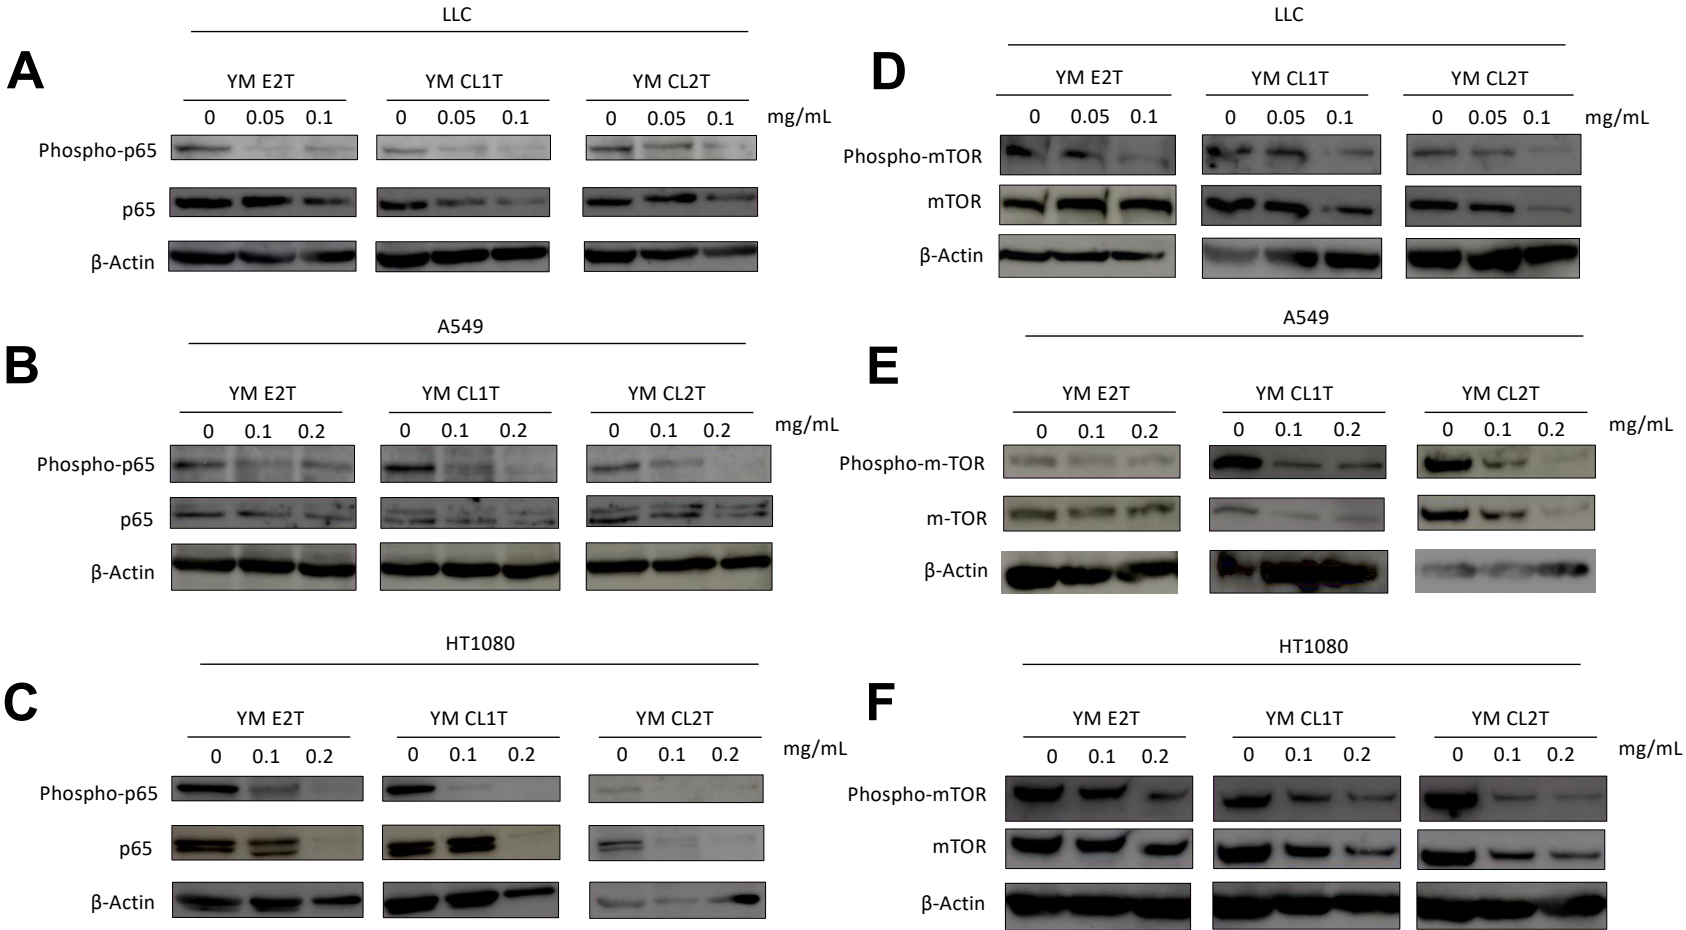 LLC
A
YM E2T YM CL1T YM CL2T
0 0.05 0.1 0 0.05 0.1 0 0.05 0.1 mg/mL
Phospho-p65
p65
β-Actin
A549
B
YM E2T YM CL1T YM CL2T
0 0.1 0.2 0 0.1 0.2 0 0.1 0.2 mg/mL
Phospho-p65
p65
β-Actin
HT1080
C
YM E2T YM CL1T YM CL2T
0 0.1 0.2 0 0.1 0.2 0 0.1 0.2 mg/mL
Phospho-p65
p65
β-Actin
LLC
D
YM E2T YM CL1T YM CL2T
0 0.05 0.1 0 0.05 0.1 0 0.05 0.1 mg/mL
Phospho-mTOR
mTOR
β-Actin
A549
E
YM E2T YM CL1T YM CL2T
0 0.1 0.2 0 0.1 0.2 0 0.1 0.2 mg/mL
Phospho-m-TOR
m-TOR
β-Actin
HT1080
F
YM E2T YM CL1T YM CL2T
0 0.1 0.2 0 0.1 0.2 0 0.1 0.2 mg/mL
Phospho-mTOR
mTOR
β-Actin